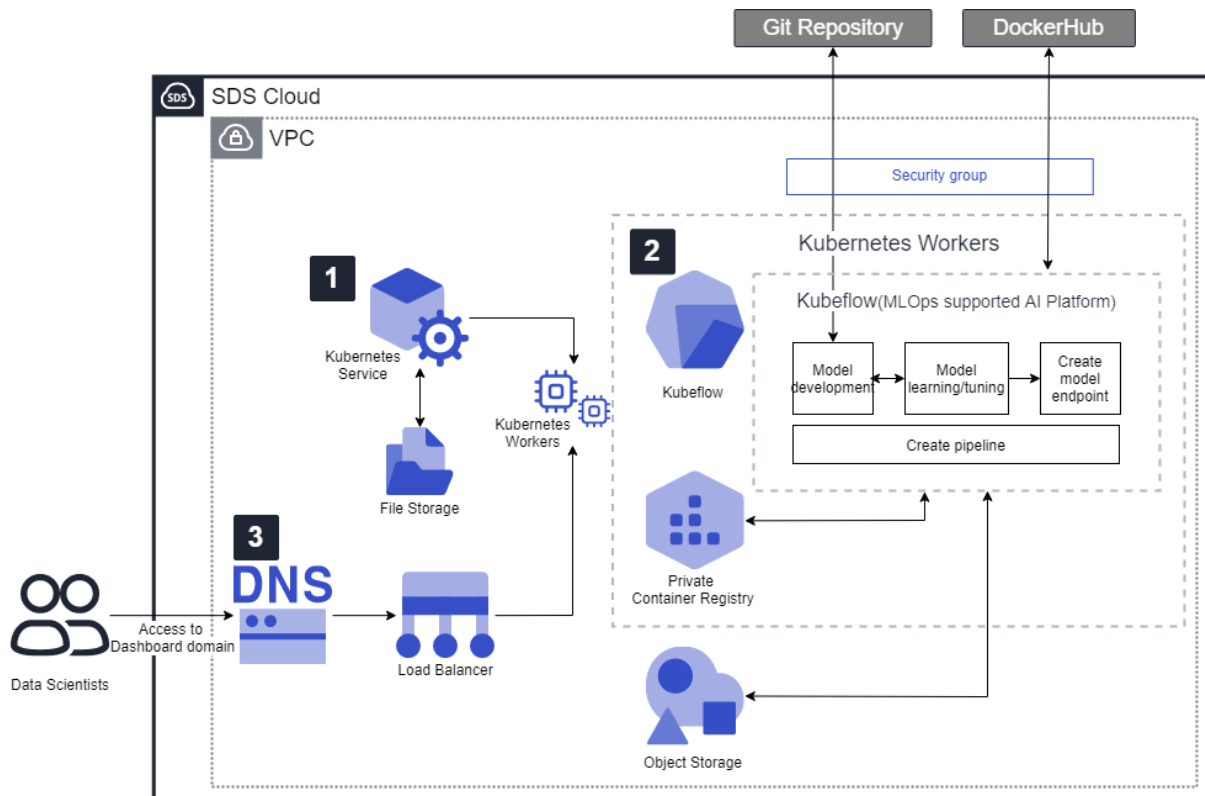 Git Repository
DockerHub
SDS
SDS Cloud
VPC
Security group
1
2
Kubernetes Workers
Kubeflow(MLOps supported AI Platform)
Kubernetes
Service
Kubeflow
Model
development
Model
learning/tuning
Create
model
endpoint
Create pipeline
Kubernetes
Workers
File Storage
3
DNS
Private
Container Registry
Access to
Dashboard domain
Data Scientists
Load Balancer
Object Storage